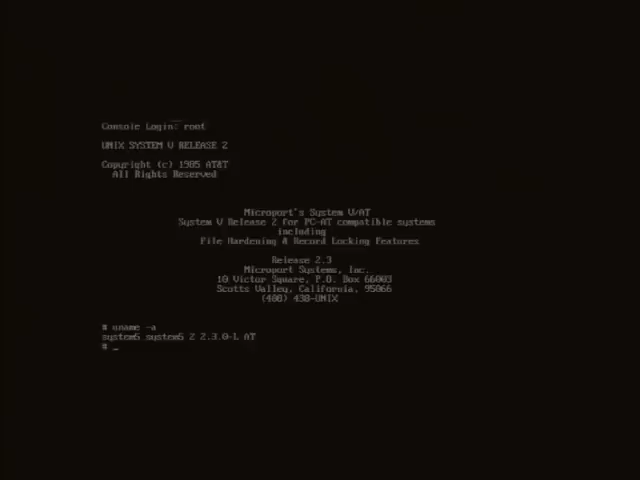 Console Login: root
UNIX SYSTEM V RELEASE 2
Copyright (c) 1985 AT&T
All Rights Reserved
Microport's System V/AT
System V Release 2 for PC-AT compatible systems
including
File Hardening & Record Locking Features
Release 2.3
Microport Systems, Inc.
10 Victor Square, P.O. Box 66003
Scotts Valley, California, 95066
(408) 438-UNIX
# uname -a
system5 system5 2 2.3.0-L AT
# _